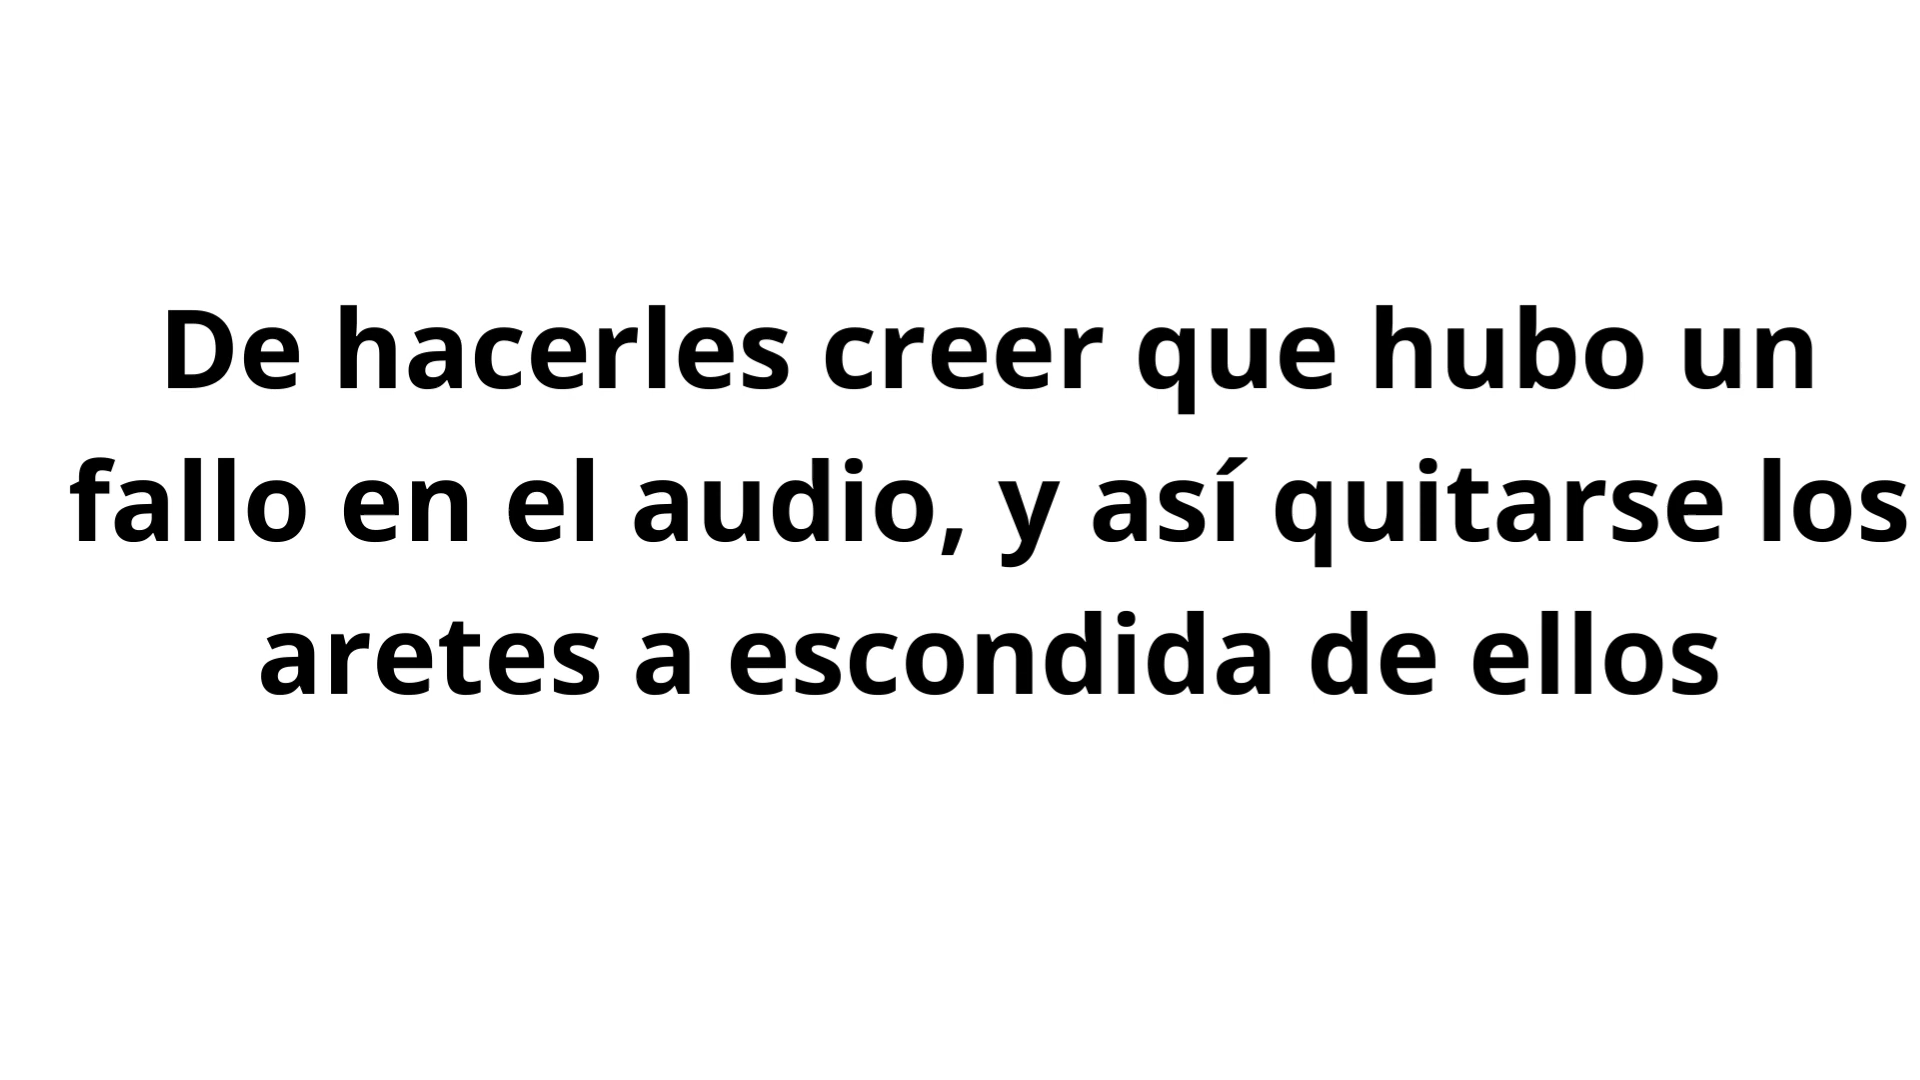 De hacerles creer que hubo un
fallo en el audio, y así quitarse los
aretes a escondida de ellos